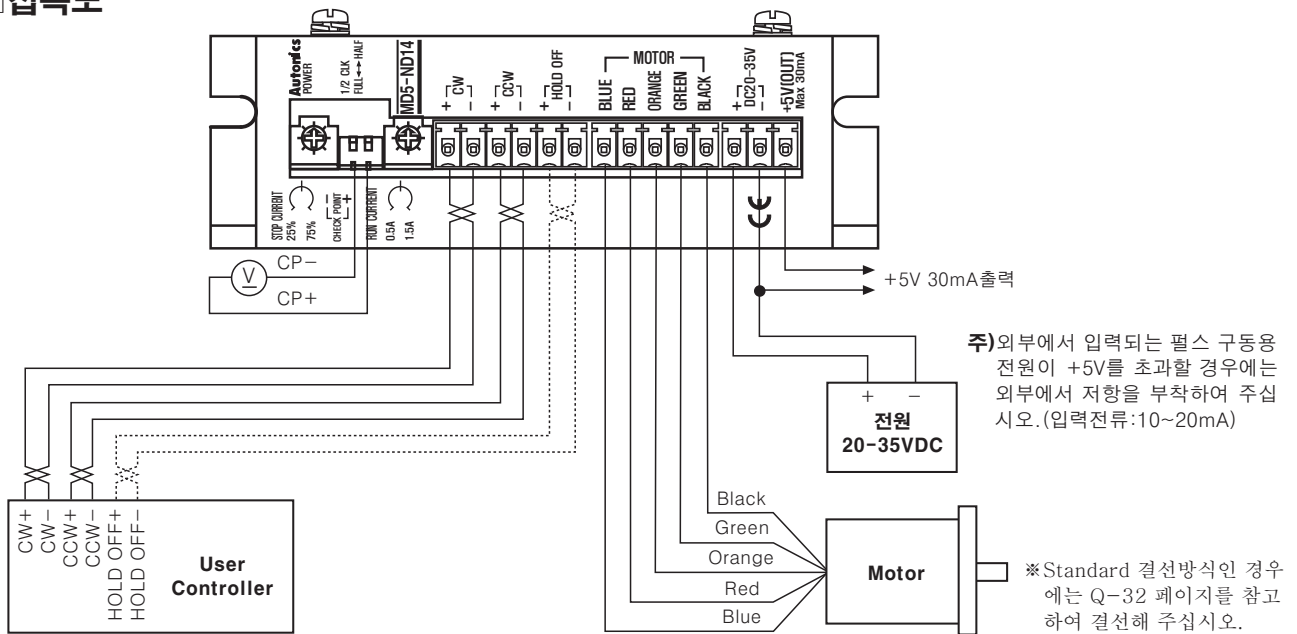 접속도
Autonics
POWER
1/2 CLK
FULL↔HALF
MD5-ND14
+ CW -
+ CCW -
+ HOLD OFF -
MOTOR
BLUE
RED
ORANGE
GREEN
BLACK
+ DC20-35V -
+5V(OUT)
Max 30mA
STOP CURRENT
25%
75%
CHECK POINT
- +
RUN CURRENT
0.5A
1.5A
CE
V
CP-
CP+
+5V 30mA출력
주)외부에서 입력되는 펄스 구동용
전원이 +5V를 초과할 경우에는
외부에서 저항을 부착하여 주십
시오.(입력전류:10~20mA)
+ -
전원
20-35VDC
CW+
CW-
CCW+
CCW-
HOLD OFF+
HOLD OFF-
User
Controller
Black
Green
Orange
Red
Blue
Motor
※Standard 결선방식인 경우
에는 Q-32 페이지를 참고
하여 결선해 주십시오.